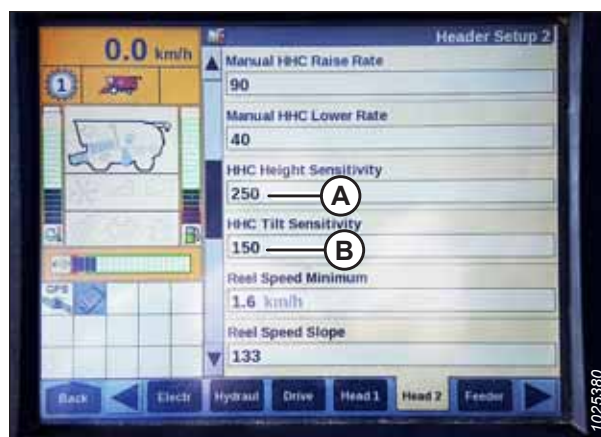 0.0 km/h
Header Setup 2
1
Manual HHC Raise Rate
90
Manual HHC Lower Rate
40
HHC Height Sensitivity
250
A
HHC Tilt Sensitivity
150
B
Reel Speed Minimum
1.6 km/h
GPS
Reel Speed Slope
133
Back
Electr
Hydraul
Drive
Head 1
Head 2
Feeder
1025380